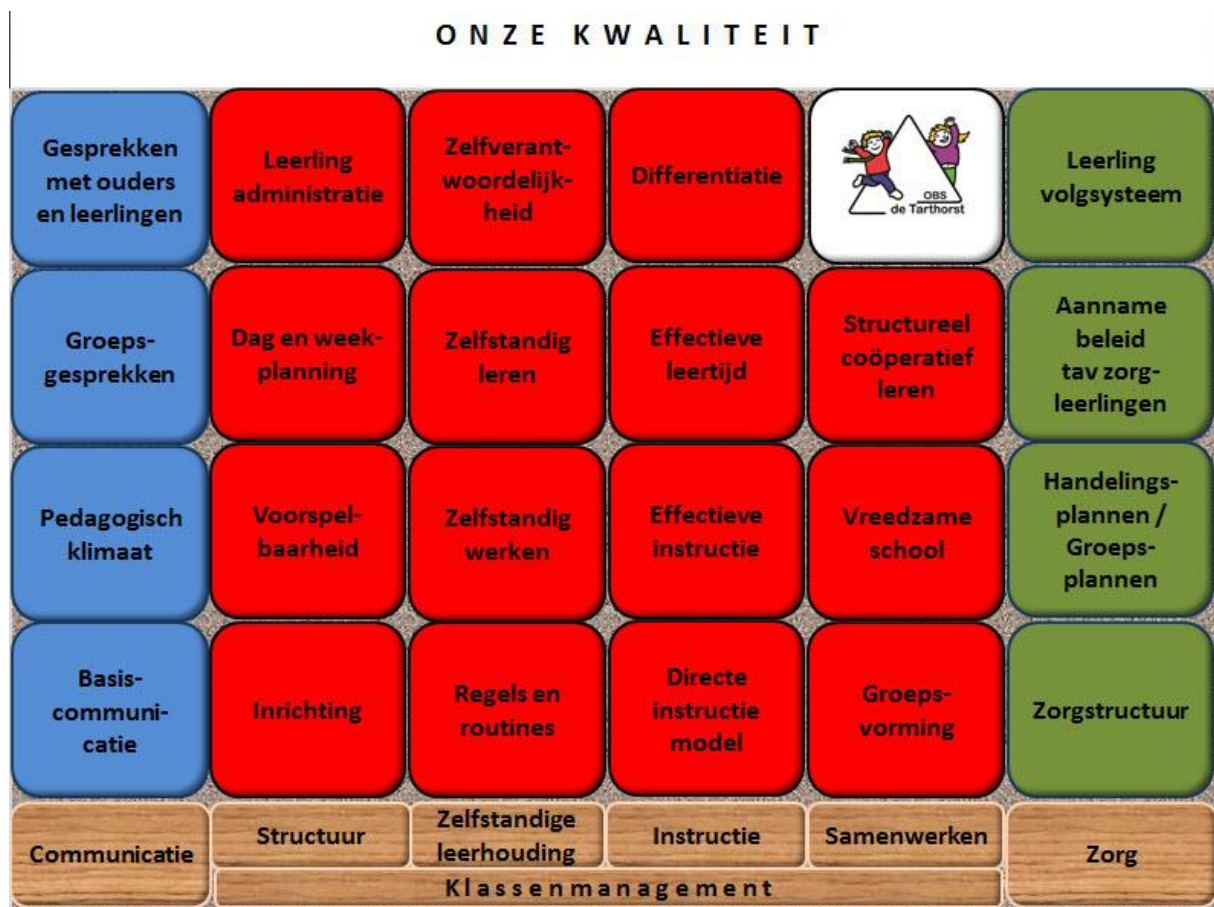 ONZE KWALITEIT
Gesprekken
met ouders
en leerlingen
Leerling
administratie
Zelfverant-
woordelijk-
heid
Differentiatie
OBS
de Tarthorst
Leerling
volgsysteem
Groeps-
gesprekken
Dag en week-
planning
Zelfstandig
leren
Effectieve
leertijd
Structureel
coöperatief
leren
Aanname
beleid
tav zorg-
leerlingen
Pedagogisch
klimaat
Voorspel-
baarheid
Zelfstandig
werken
Effectieve
instructie
Vreedzame
school
Handelings-
plannen /
Groeps-
plannen
Basis-
communi-
catie
Inrichting
Regels en
routines
Directe
instructie
model
Groeps-
vorming
Zorgstructuur
Communicatie
Structuur
Zelfstandige
leerhouding
Instructie
Samenwerken
Zorg
Klassenmanagement